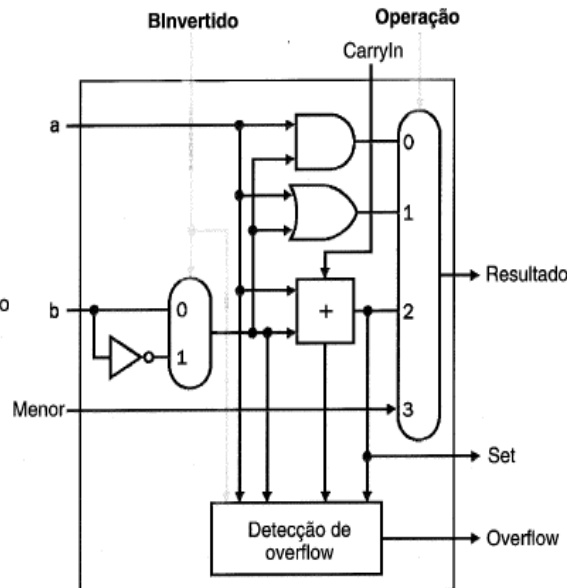 BInvertido
Operação
CarryIn
a
0
1
Resultado
+
2
o
b
0
1
Menor
3
Set
Detecção de
overflow
Overflow